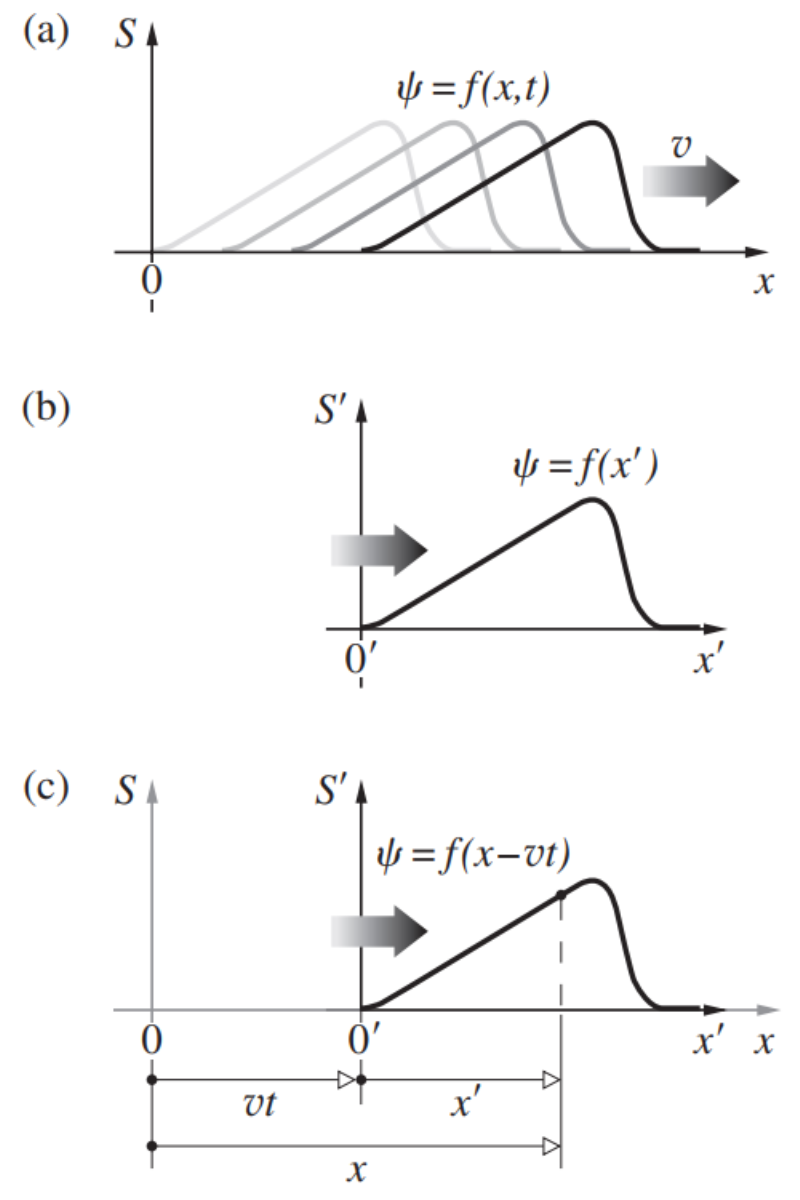 (a) S
ψ = f(x,t)
v
0
x
(b) S′
ψ = f(x′)
0′
x′
(c) S S′
ψ = f(x−vt)
0 0′ x′ x
vt x′
x